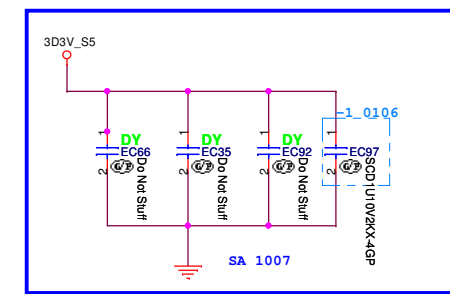 3D3V_S5
-1_0106
1
DY
EC66
2
Do Not Stuff
1
DY
EC35
2
Do Not Stuff
1
DY
EC92
2
Do Not Stuff
1
EC97
2
SCD1U10V2KX-4GP
SA 1007